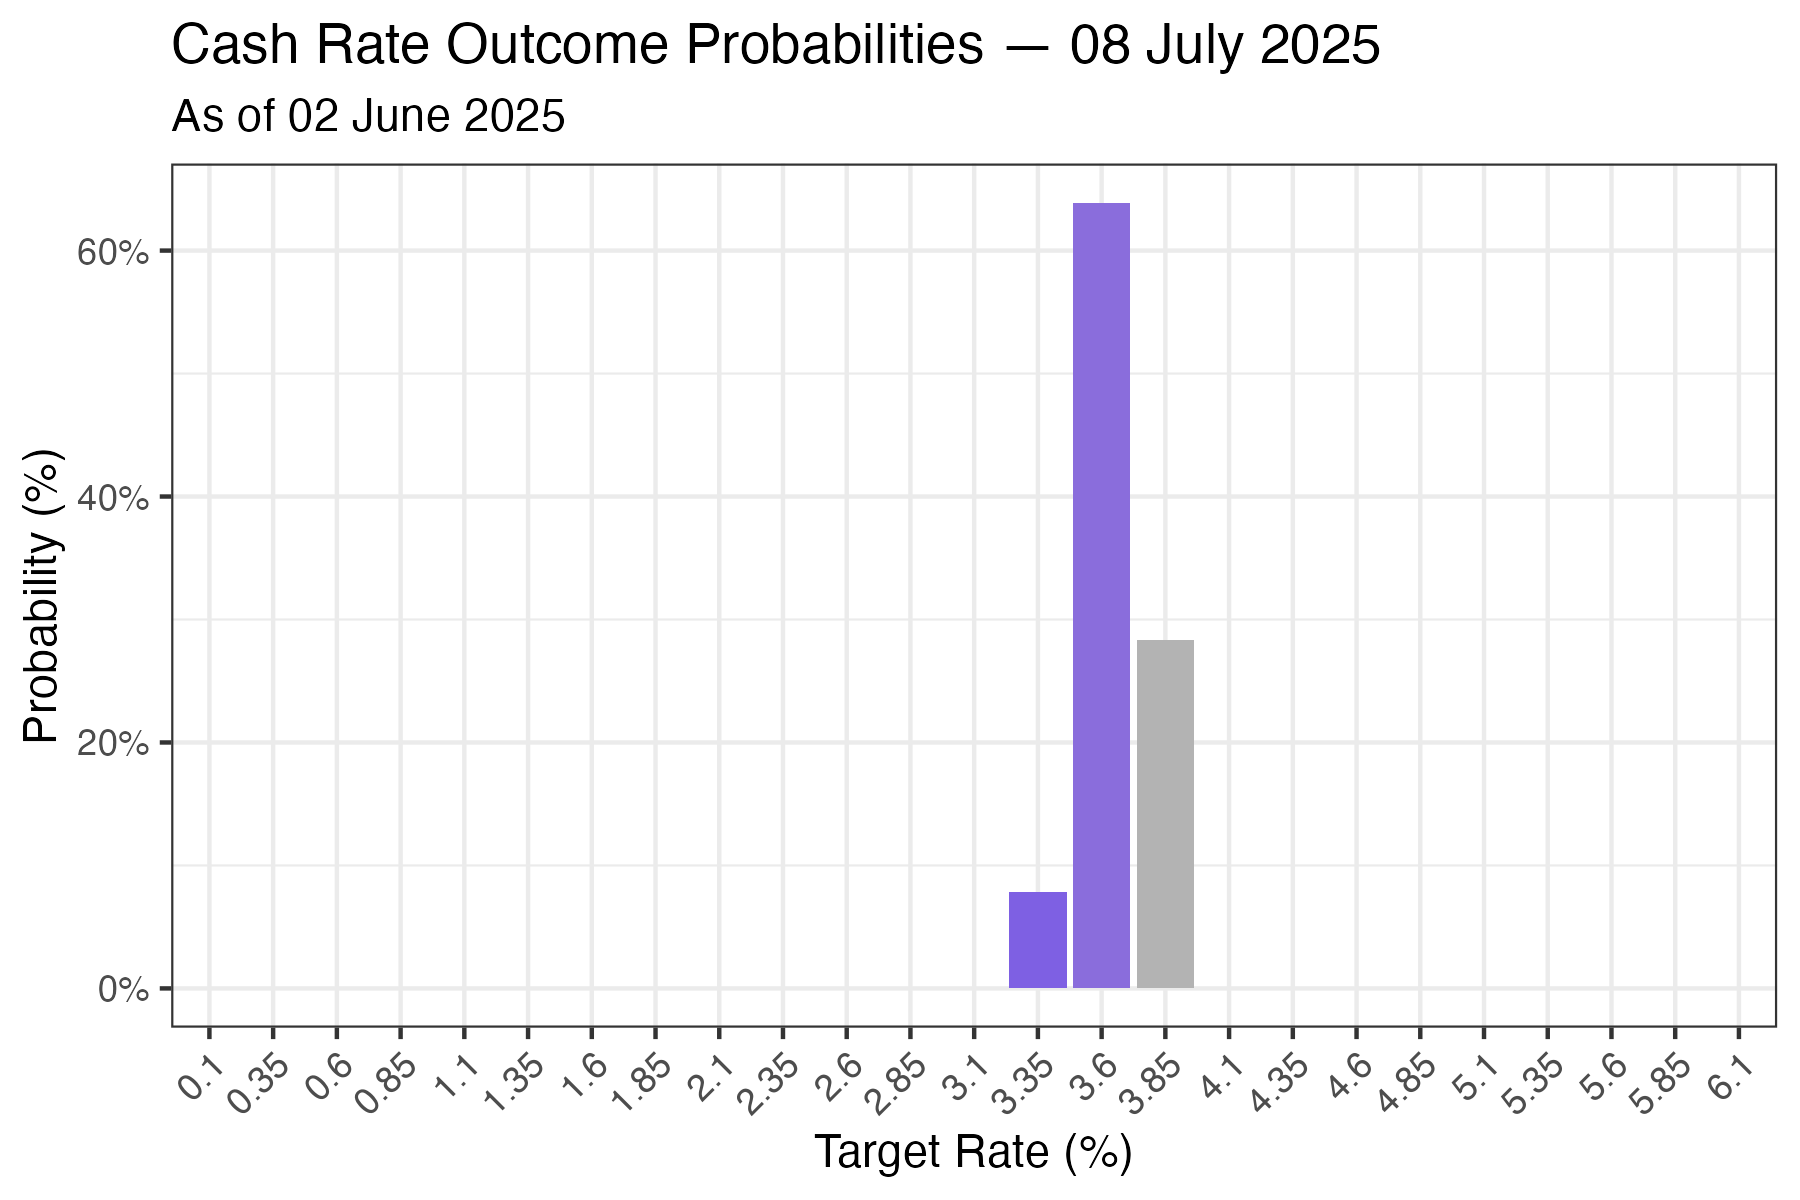 Cash Rate Outcome Probabilities — 08 July 2025
As of 02 June 2025
Probability (%)
60%
40%
20%
0%
0.1 0.35 0.6 0.85 1.1 1.35 1.6 1.85 2.1 2.35 2.6 2.85 3.1 3.35 3.6 3.85 4.1 4.35 4.6 4.85 5.1 5.35 5.6 5.85 6.1
Target Rate (%)